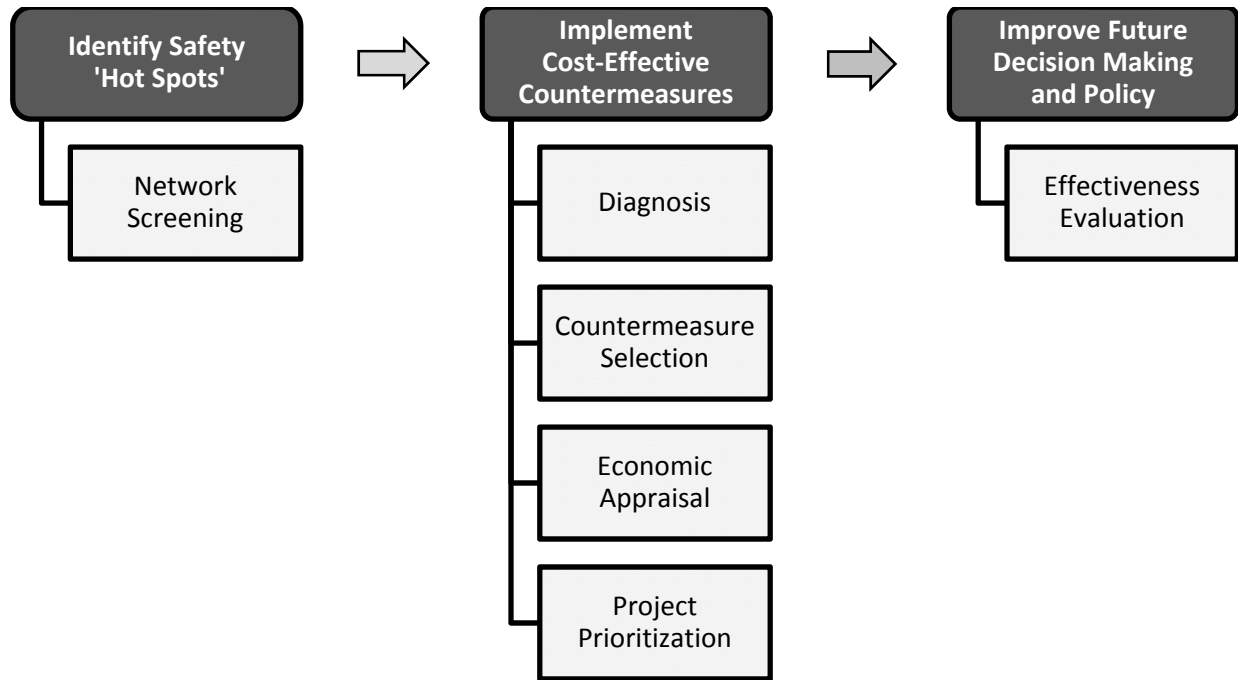 Identify Safety
'Hot Spots'
Network
Screening
Implement
Cost-Effective
Countermeasures
Diagnosis
Countermeasure
Selection
Economic
Appraisal
Project
Prioritization
Improve Future
Decision Making
and Policy
Effectiveness
Evaluation